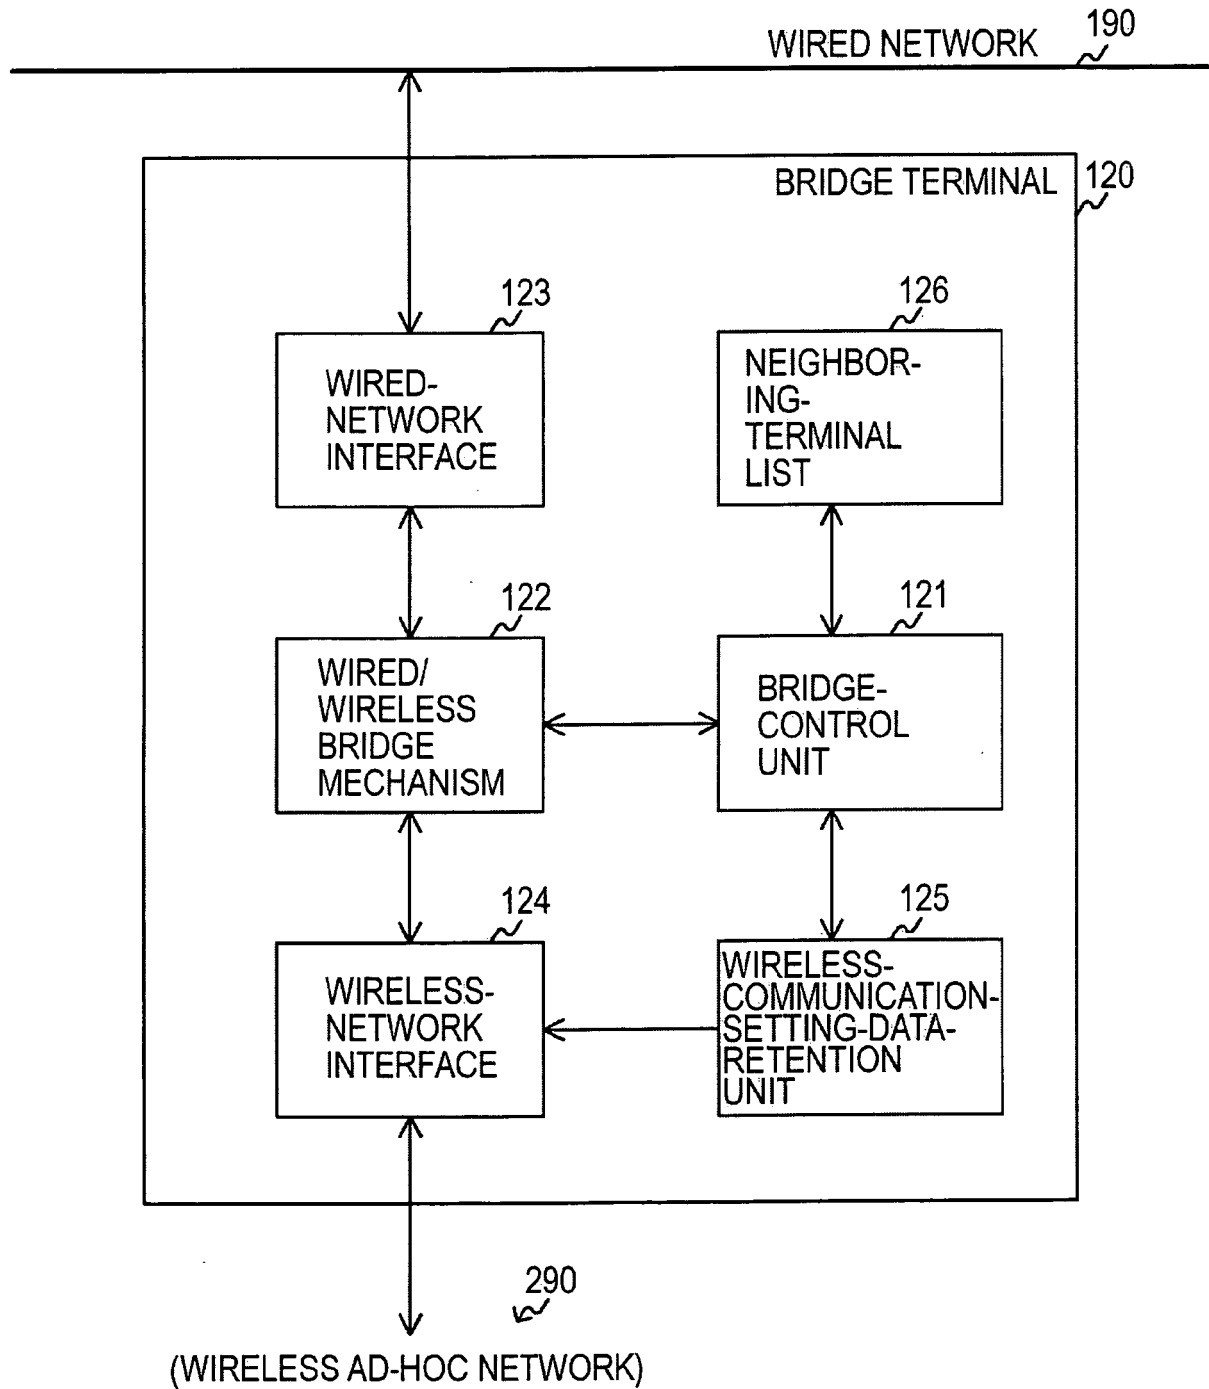 190
WIRED NETWORK
BRIDGE TERMINAL
120
123
WIRED-
NETWORK
INTERFACE
126
NEIGHBOR-
ING-
TERMINAL
LIST
122
WIRED/
WIRELESS
BRIDGE
MECHANISM
121
BRIDGE-
CONTROL
UNIT
124
WIRELESS-
NETWORK
INTERFACE
125
WIRELESS-
COMMUNICATION-
SETTING-DATA-
RETENTION
UNIT
290
(WIRELESS AD-HOC NETWORK)